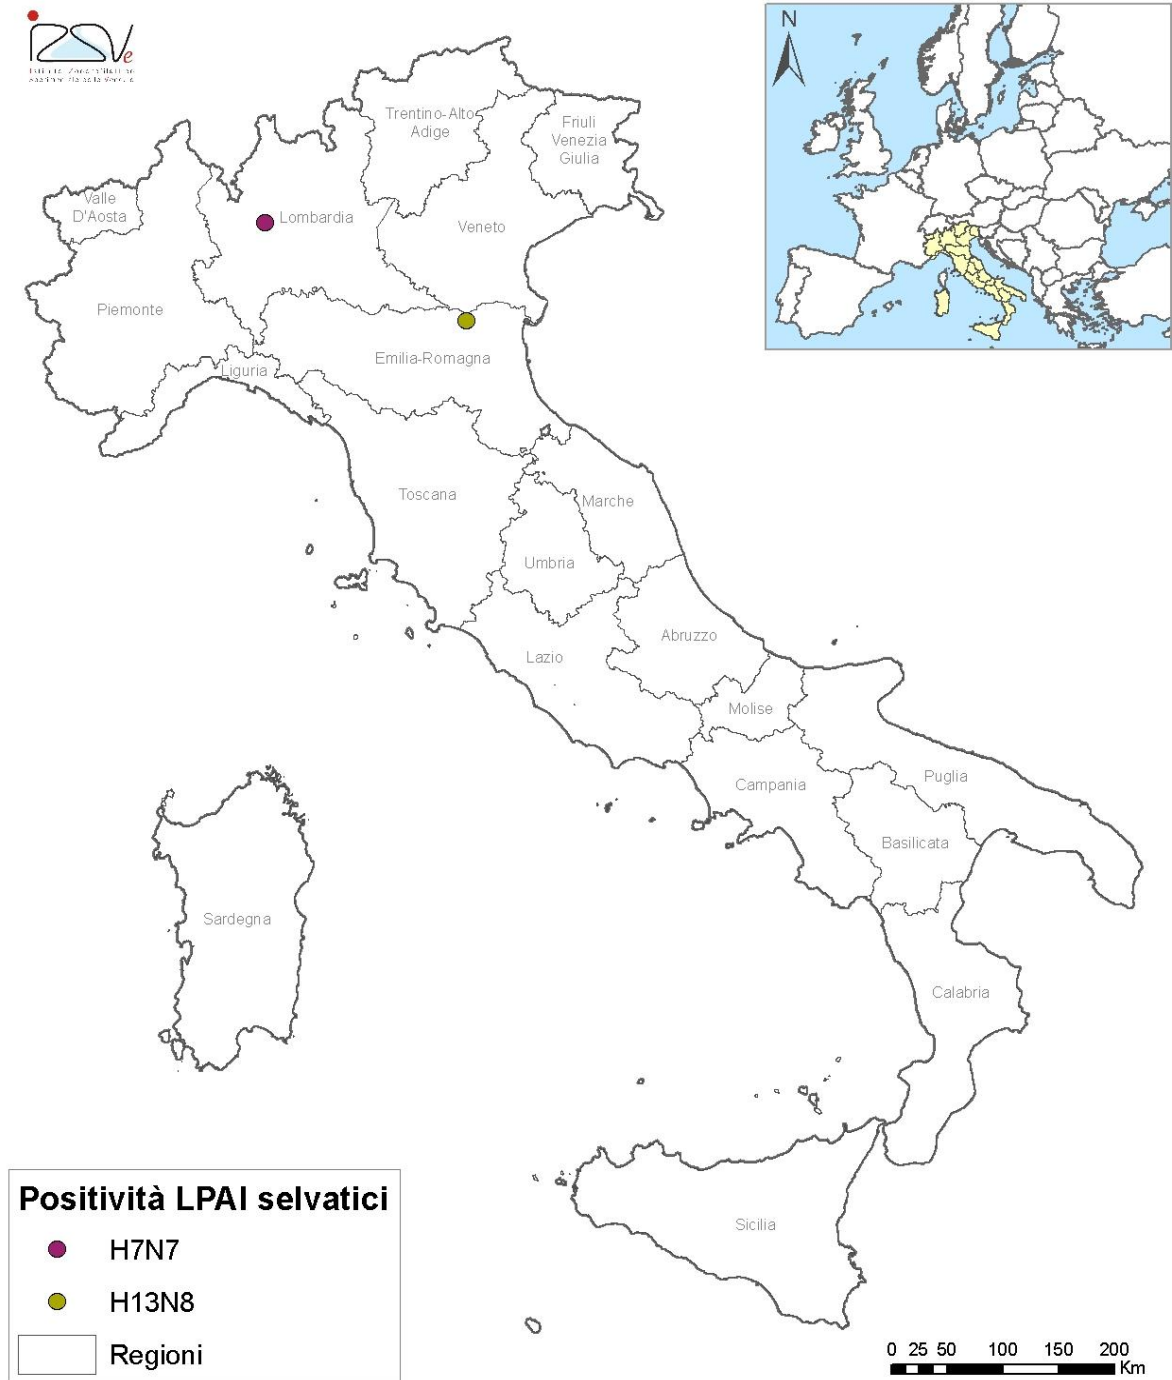 IZSVe
N
Trentino-Alto
Adige
Friuli
Venezia
Giulia
Valle
D'Aosta
Lombardia
Veneto
Piemonte
Emilia-Romagna
Liguria
Toscana
Marche
Umbria
Abruzzo
Lazio
Molise
Puglia
Campania
Basilicata
Sardegna
Calabria
Sicilia
Positività LPAI selvatici
H7N7
H13N8
Regioni
0 25 50 100 150 200
Km